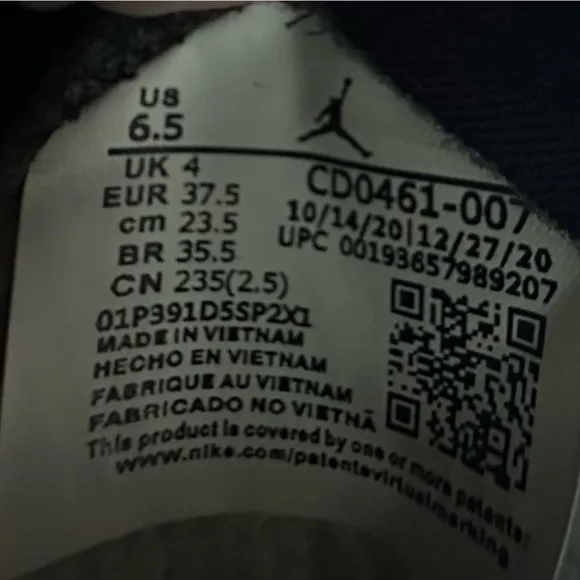 US
6.5
UK 4
EUR 37.5
cm 23.5
BR 35.5
CN 235(2.5)
CD0461-007
10/14/20|12/27/20
UPC 00193657989207
01P391D5SP2X1
MADE IN VIETNAM
HECHO EN VIETNAM
FABRIQUE AU VIETNAM
FABRICADO NO VIETNÃ
This product is covered by one or more patents:
www.nike.com/patentsvirtualmarking